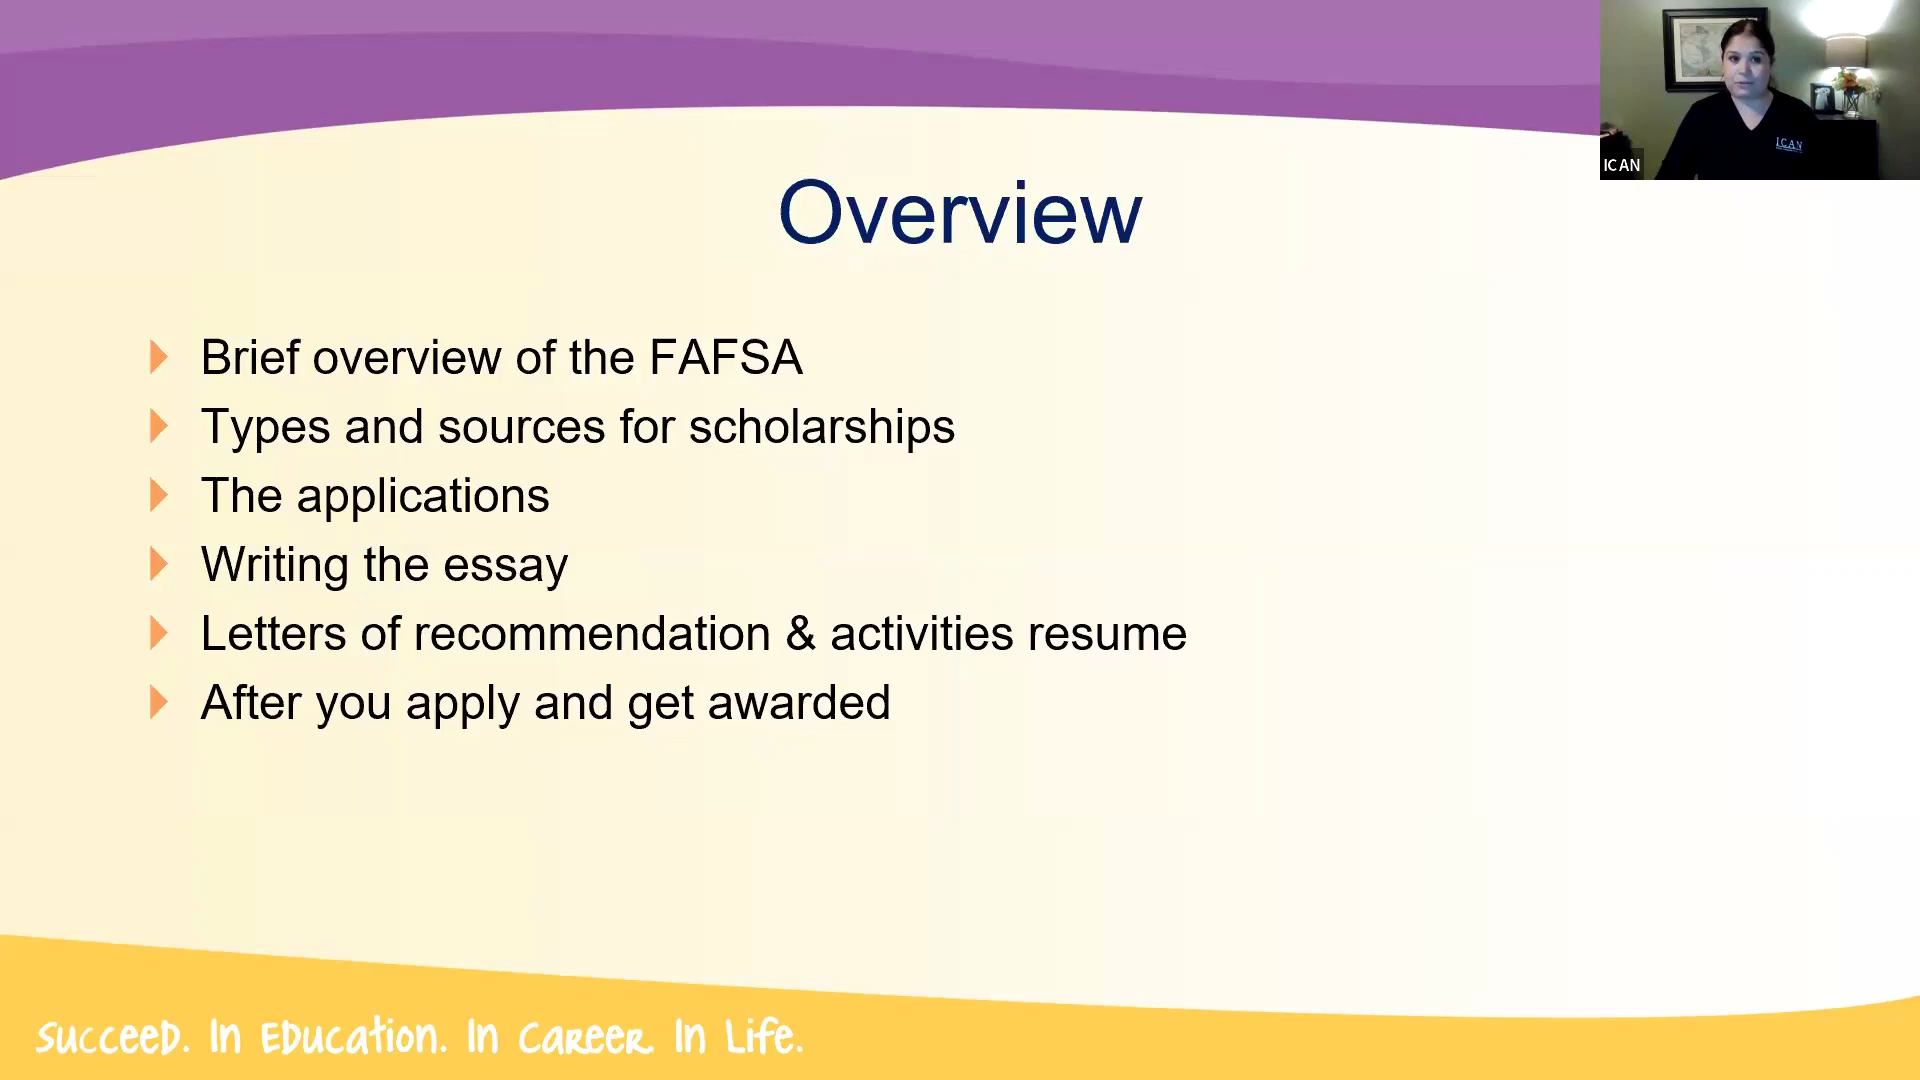 ICAN
ICAN
Overview
Brief overview of the FAFSA
Types and sources for scholarships
The applications
Writing the essay
Letters of recommendation & activities resume
After you apply and get awarded
Succeed. In Education. In Career. In Life.